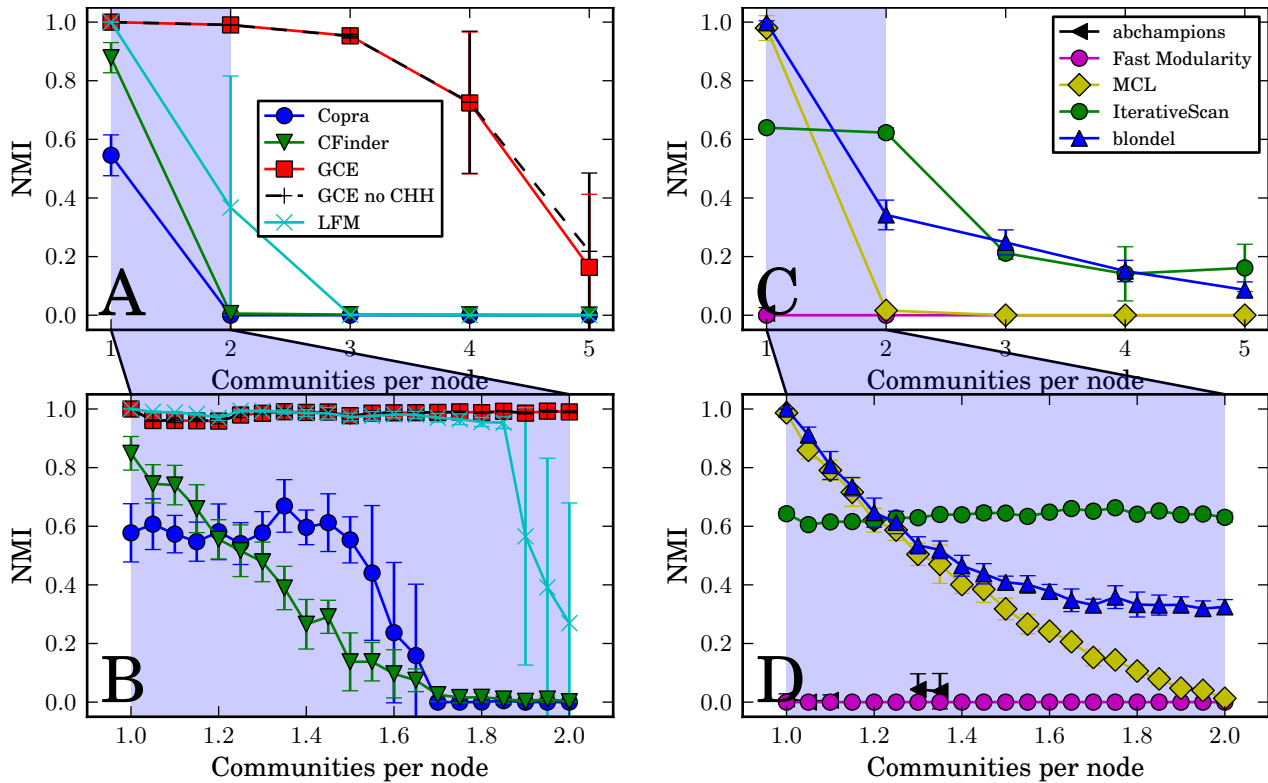 1.0
0.8
0.6
0.4
0.2
0.0
NMI
A
Copra
CFinder
GCE
GCE no CHH
LFM
1 2 3 4 5
Communities per node
1.0
0.8
0.6
0.4
0.2
0.0
NMI
B
1.0 1.2 1.4 1.6 1.8 2.0
Communities per node
1.0
0.8
0.6
0.4
0.2
0.0
NMI
C
abchampions
Fast Modularity
MCL
IterativeScan
blondel
1 2 3 4 5
Communities per node
1.0
0.8
0.6
0.4
0.2
0.0
NMI
D
1.0 1.2 1.4 1.6 1.8 2.0
Communities per node